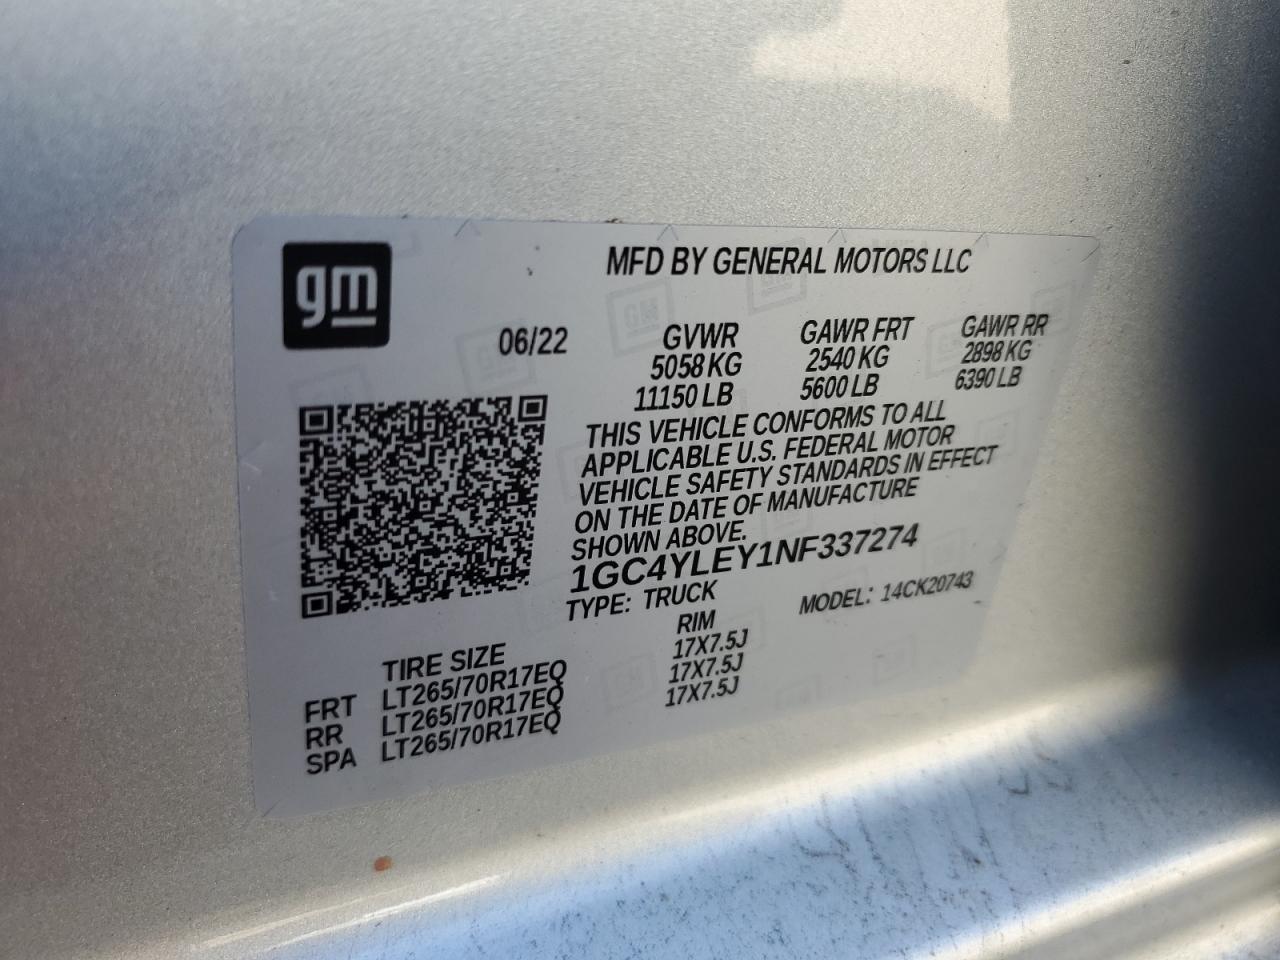 gm
MFD BY GENERAL MOTORS LLC
06/22 GVWR GAWR FRT GAWR RR
5058 KG 2540 KG 2898 KG
11150 LB 5600 LB 6390 LB
THIS VEHICLE CONFORMS TO ALL
APPLICABLE U.S. FEDERAL MOTOR
VEHICLE SAFETY STANDARDS IN EFFECT
ON THE DATE OF MANUFACTURE
SHOWN ABOVE.
1GC4YLEY1NF337274
TYPE: TRUCK MODEL: 14CK20743
TIRE SIZE RIM
FRT LT265/70R17EQ 17X7.5J
RR LT265/70R17EQ 17X7.5J
SPA LT265/70R17EQ 17X7.5J